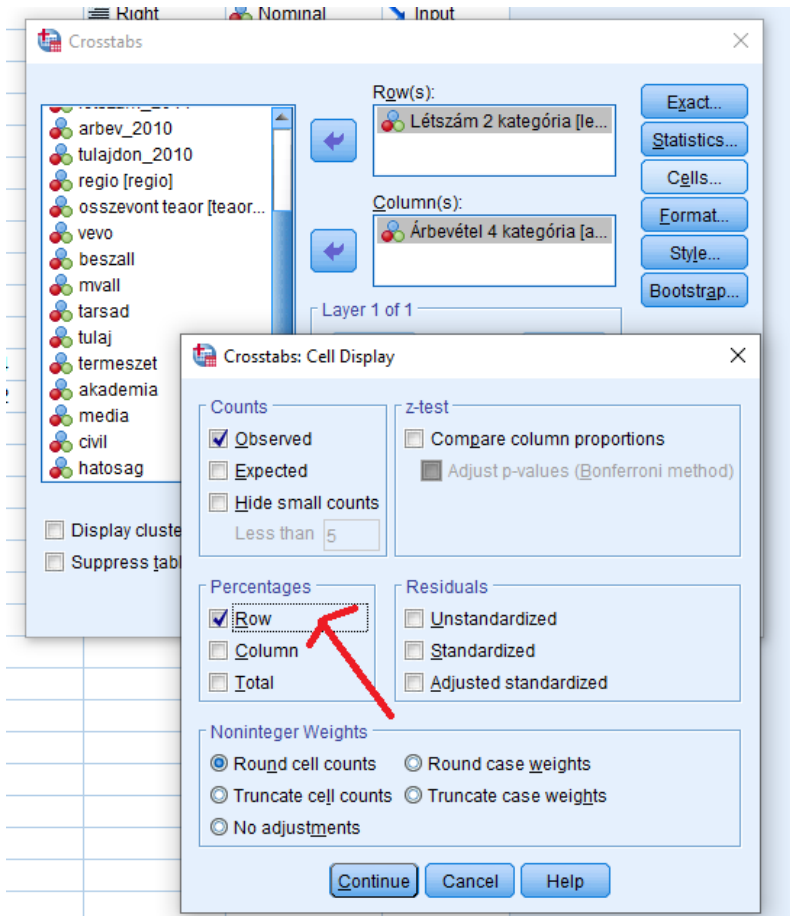 Right Nominal Input
Crosstabs
arbev_2010
tulajdon_2010
regio [regio]
osszevont teaor [teaor...
vevo
beszall
mvall
tarsad
tulaj
termeszet
akademia
media
civil
hatosag
Row(s):
Létszám 2 kategória [le...
Column(s):
Árbevétel 4 kategória [a...
Layer 1 of 1
Exact...
Statistics...
Cells...
Format...
Style...
Bootstrap...
Display cluste
Suppress tabl
Crosstabs: Cell Display
Counts
Observed
Expected
Hide small counts
Less than 5
z-test
Compare column proportions
Adjust p-values (Bonferroni method)
Percentages
Row
Column
Total
Residuals
Unstandardized
Standardized
Adjusted standardized
Noninteger Weights
Round cell counts Round case weights
Truncate cell counts Truncate case weights
No adjustments
Continue Cancel Help